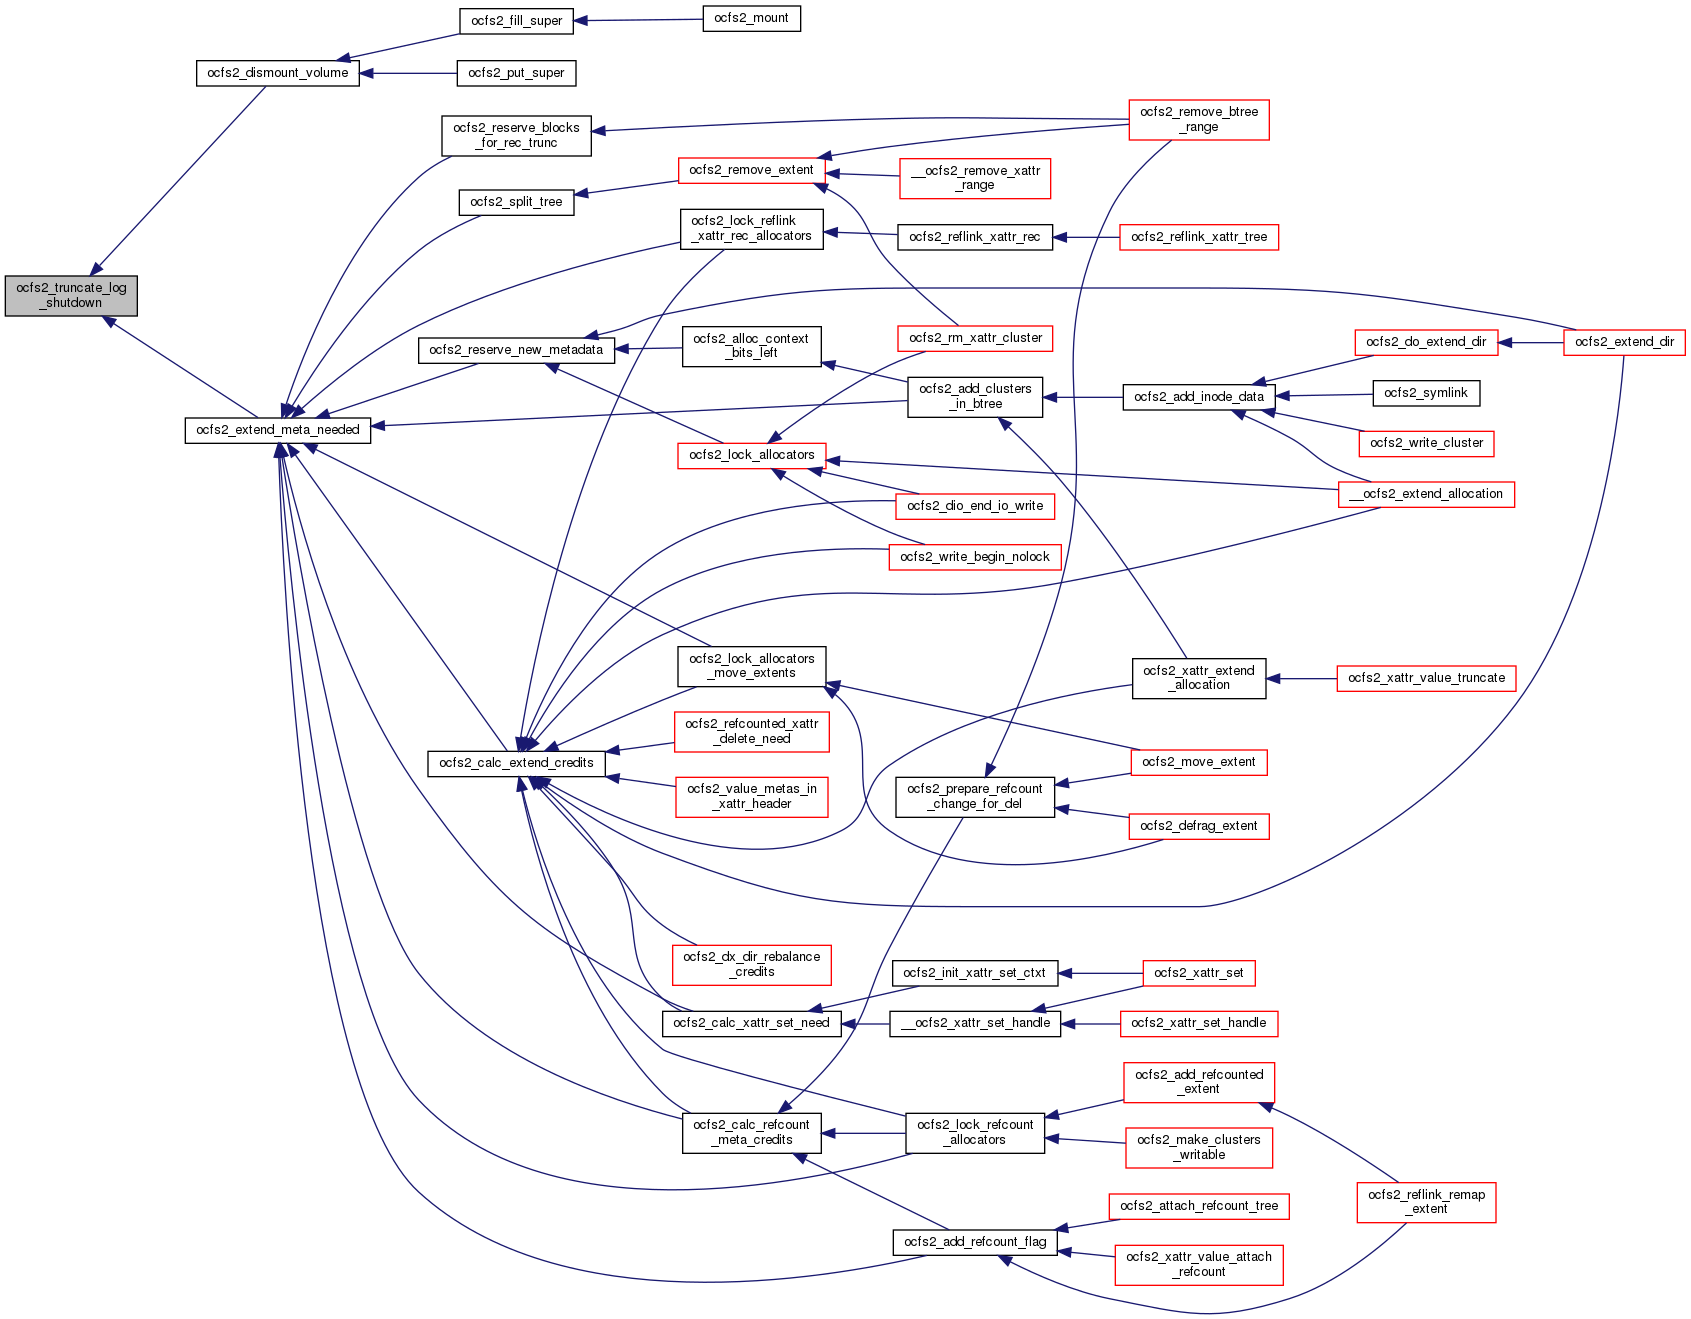 ocfs2_fill_super
ocfs2_mount
ocfs2_dismount_volume
ocfs2_put_super
ocfs2_reserve_blocks
_for_rec_trunc
ocfs2_remove_btree
_range
ocfs2_remove_extent
__ocfs2_remove_xattr
_range
ocfs2_split_tree
ocfs2_lock_reflink
_xattr_rec_allocators
ocfs2_reflink_xattr_rec
ocfs2_reflink_xattr_tree
ocfs2_truncate_log
_shutdown
ocfs2_reserve_new_metadata
ocfs2_alloc_context
_bits_left
ocfs2_rm_xattr_cluster
ocfs2_do_extend_dir
ocfs2_extend_dir
ocfs2_add_clusters
_in_btree
ocfs2_add_inode_data
ocfs2_symlink
ocfs2_extend_meta_needed
ocfs2_write_cluster
ocfs2_lock_allocators
__ocfs2_extend_allocation
ocfs2_dio_end_io_write
ocfs2_write_begin_nolock
ocfs2_lock_allocators
_move_extents
ocfs2_xattr_extend
_allocation
ocfs2_xattr_value_truncate
ocfs2_refcounted_xattr
_delete_need
ocfs2_calc_extend_credits
ocfs2_move_extent
ocfs2_value_metas_in
_xattr_header
ocfs2_prepare_refcount
_change_for_del
ocfs2_defrag_extent
ocfs2_dx_dir_rebalance
_credits
ocfs2_init_xattr_set_ctxt
ocfs2_xattr_set
ocfs2_calc_xattr_set_need
__ocfs2_xattr_set_handle
ocfs2_xattr_set_handle
ocfs2_add_refcounted
_extent
ocfs2_calc_refcount
_meta_credits
ocfs2_lock_refcount
_allocators
ocfs2_make_clusters
_writable
ocfs2_reflink_remap
_extent
ocfs2_attach_refcount_tree
ocfs2_add_refcount_flag
ocfs2_xattr_value_attach
_refcount